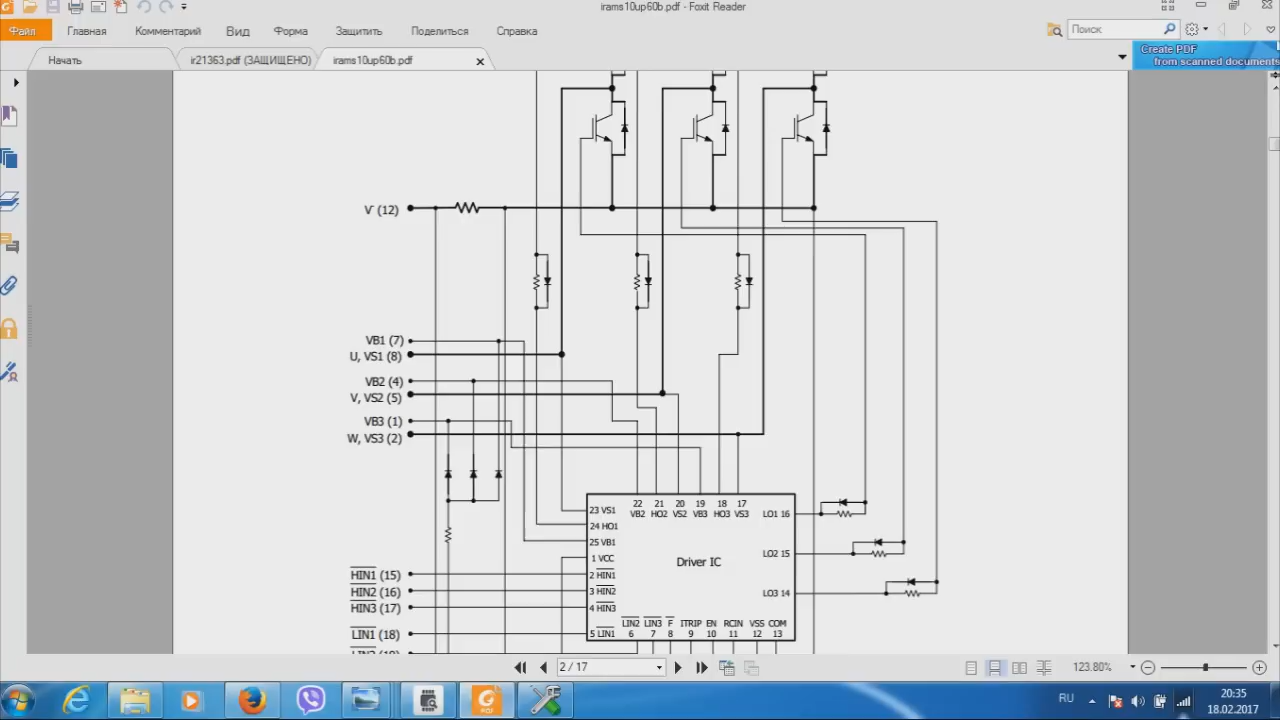 irams10up60b.pdf - Foxit Reader
Файл Главная Комментарий Вид Форма Защитить Поделиться Справка Поиск
Начать ir21363.pdf (ЗАЩИЩЕНО) irams10up60b.pdf
Create PDF
from scanned documents
V- (12)
VB1 (7)
U, VS1 (8)
VB2 (4)
V, VS2 (5)
VB3 (1)
W, VS3 (2)
22 21 20 19 18 17
VB2 HO2 VS2 VB3 HO3 VS3
23 VS1
24 HO1
25 VB1
1 VCC
2 HIN1
3 HIN2
4 HIN3
5 LIN1
LO1 16
LO2 15
LO3 14
Driver IC
HIN1 (15)
HIN2 (16)
HIN3 (17)
LIN1 (18)
LIN2 LIN3 F ITRIP EN RCIN VSS COM
6 7 8 9 10 11 12 13
2 / 17
123.80%
RU
20:35
18.02.2017